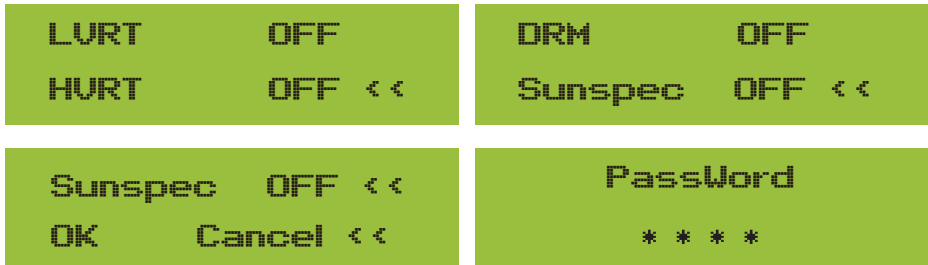 LVRT OFF
HVRT OFF <<
DRM OFF
Sunspec OFF <<
Sunspec OFF <<
OK Cancel <<
PassWord
* * * *